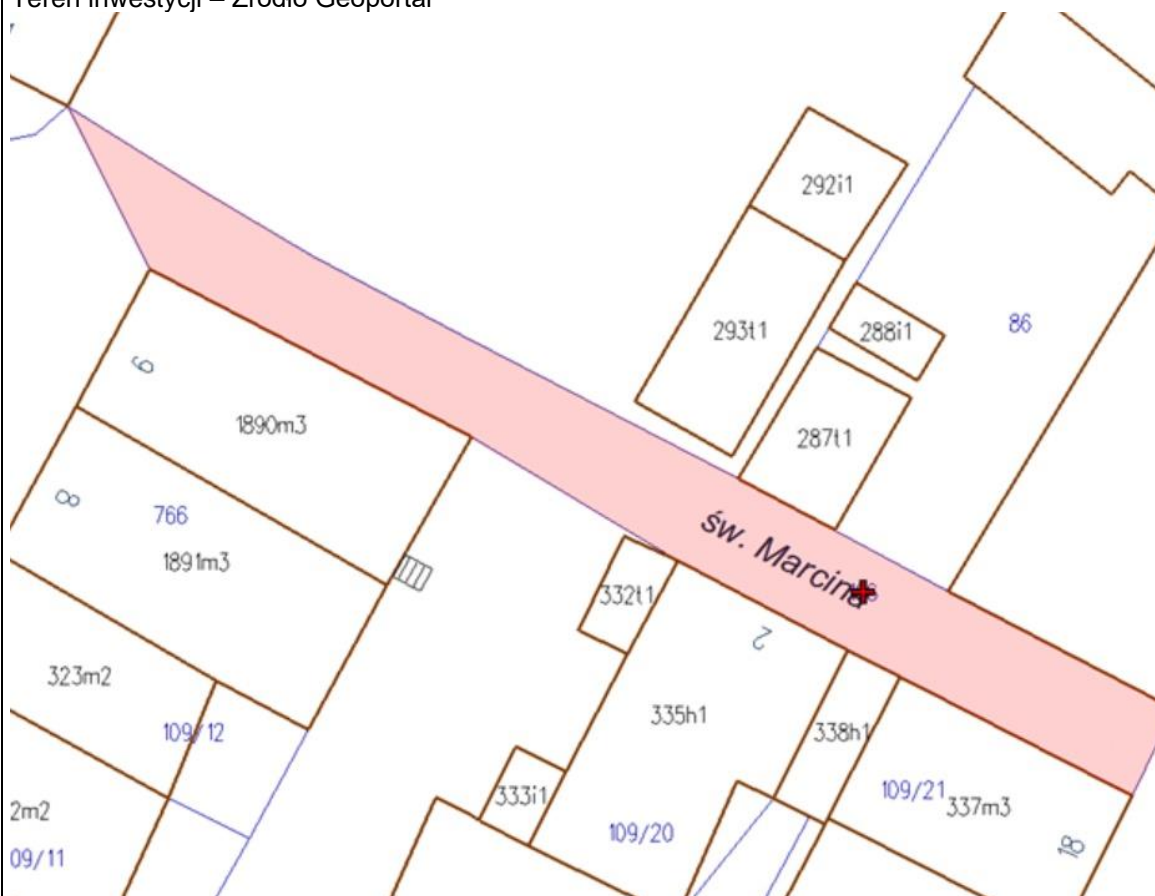 Teren inwestycji – Źródło Geoportal
292i1
293t1
288i1
86
287t1
6
1890m3
8
766
1891m3
św. Marcina
332t1
2
323m2
109/12
335h1
338h1
109/21
337m3
333i1
109/20
18
2m2
09/11